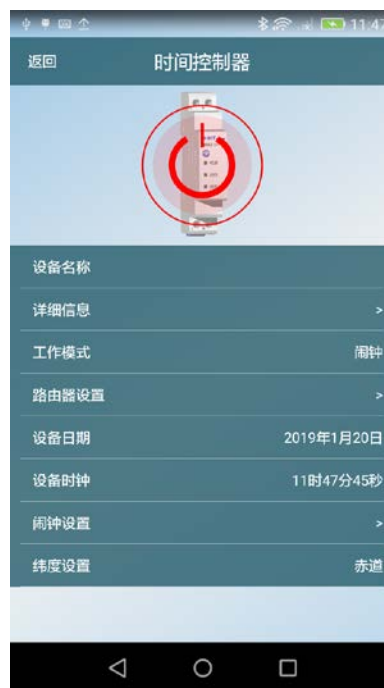 11:47
返回 时间控制器
设备名称
详细信息 >
工作模式 闹钟
路由器设置 >
设备日期 2019年1月20日
设备时钟 11时47分45秒
闹钟设置 >
纬度设置 赤道